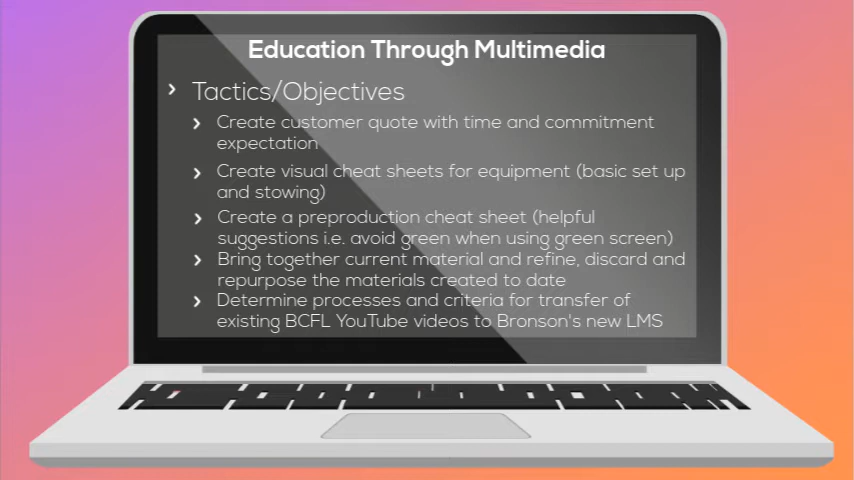 Education Through Multimedia
Tactics/Objectives
Create customer quote with time and commitment
expectation
Create visual cheat sheets for equipment (basic set up
and stowing)
Create a preproduction cheat sheet (helpful
suggestions i.e. avoid green when using green screen)
Bring together current material and refine, discard and
repurpose the materials created to date
Determine processes and criteria for transfer of
existing BCFL YouTube videos to Bronson's new LMS